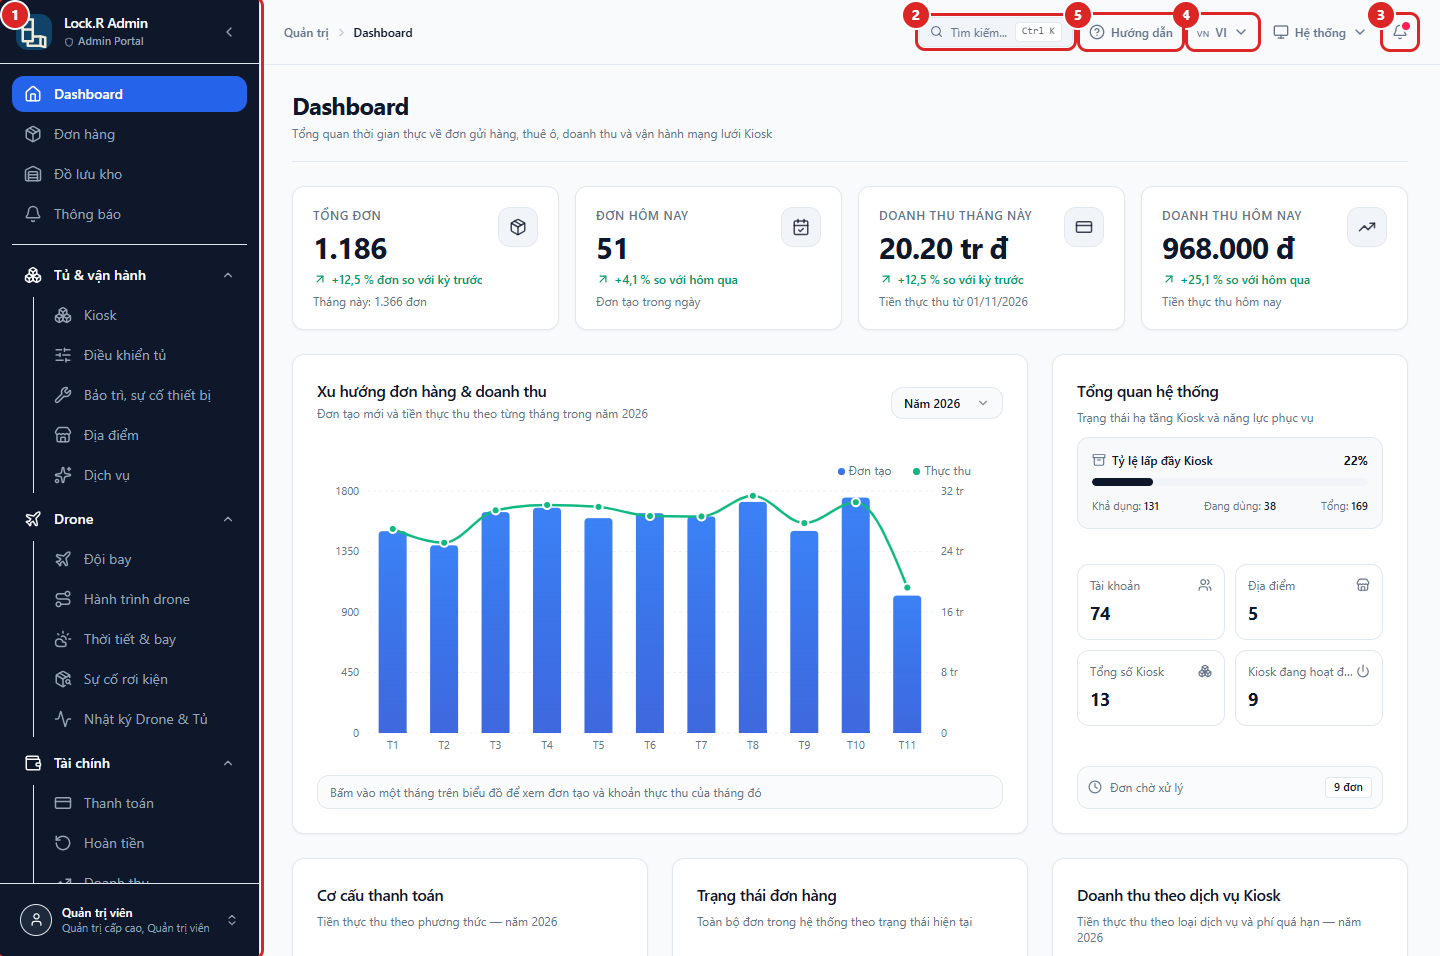 1
Lock.R Admin
Admin Portal
Dashboard
Đơn hàng
Đồ lưu kho
Thông báo
Tủ & vận hành
Kiosk
Điều khiển tủ
Bảo trì, sự cố thiết bị
Địa điểm
Dịch vụ
Drone
Đội bay
Hành trình drone
Thời tiết & bay
Sự cố rơi kiện
Nhật ký Drone & Tủ
Tài chính
Thanh toán
Hoàn tiền
Doanh thu
Quản trị viên
Quản trị cấp cao, Quản trị viên
Quản trị
Dashboard
2
Tìm kiếm...
Ctrl K
5
Hướng dẫn
4
VN VI
Hệ thống
3
Dashboard
Tổng quan thời gian thực về đơn gửi hàng, thuê ô, doanh thu và vận hành mạng lưới Kiosk
TỔNG ĐƠN
1.186
+12,5 % đơn so với kỳ trước
Tháng này: 1.366 đơn
ĐƠN HÔM NAY
51
+4,1 % so với hôm qua
Đơn tạo trong ngày
DOANH THU THÁNG NÀY
20.20 tr đ
+12,5 % so với kỳ trước
Tiền thực thu từ 01/11/2026
DOANH THU HÔM NAY
968.000 đ
+25,1 % so với hôm qua
Tiền thực thu hôm nay
Xu hướng đơn hàng & doanh thu
Đơn tạo mới và tiền thực thu theo từng tháng trong năm 2026
Năm 2026
Đơn tạo
Thực thu
1800
1350
900
450
0
32 tr
24 tr
16 tr
8 tr
0
T1
T2
T3
T4
T5
T6
T7
T8
T9
T10
T11
Bấm vào một tháng trên biểu đồ để xem đơn tạo và khoản thực thu của tháng đó
Tổng quan hệ thống
Trạng thái hạ tầng Kiosk và năng lực phục vụ
Tỷ lệ lấp đầy Kiosk
22%
Khả dụng: 131
Đang dùng: 38
Tổng: 169
Tài khoản
74
Địa điểm
5
Tổng số Kiosk
13
Kiosk đang hoạt đ...
9
Đơn chờ xử lý
9 đơn
Cơ cấu thanh toán
Tiền thực thu theo phương thức — năm 2026
Trạng thái đơn hàng
Toàn bộ đơn trong hệ thống theo trạng thái hiện tại
Doanh thu theo dịch vụ Kiosk
Tiền thực thu theo loại dịch vụ và phí quá hạn — năm
2026